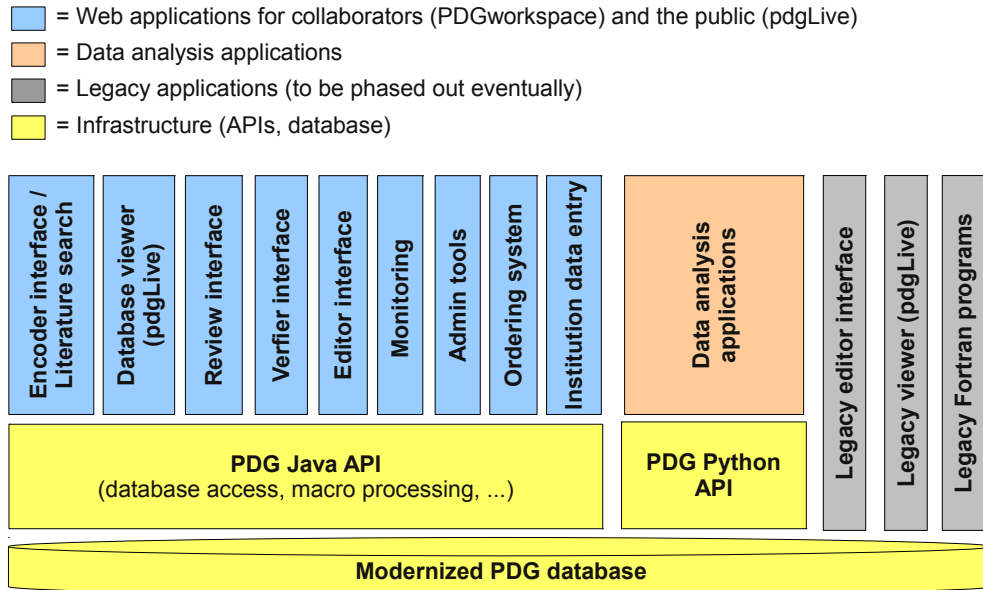 = Web applications for collaborators (PDGworkspace) and the public (pdgLive)
= Data analysis applications
= Legacy applications (to be phased out eventually)
= Infrastructure (APIs, database)
Encoder interface /
Literature search
Database viewer
(pdgLive)
Review interface
Verfier interface
Editor interface
Monitoring
Admin tools
Ordering system
Institution data entry
Data analysis
applications
Legacy editor interface
Legacy viewer (pdgLive)
Legacy Fortran programs
PDG Java API
(database access, macro processing, ...)
PDG Python
API
Modernized PDG database